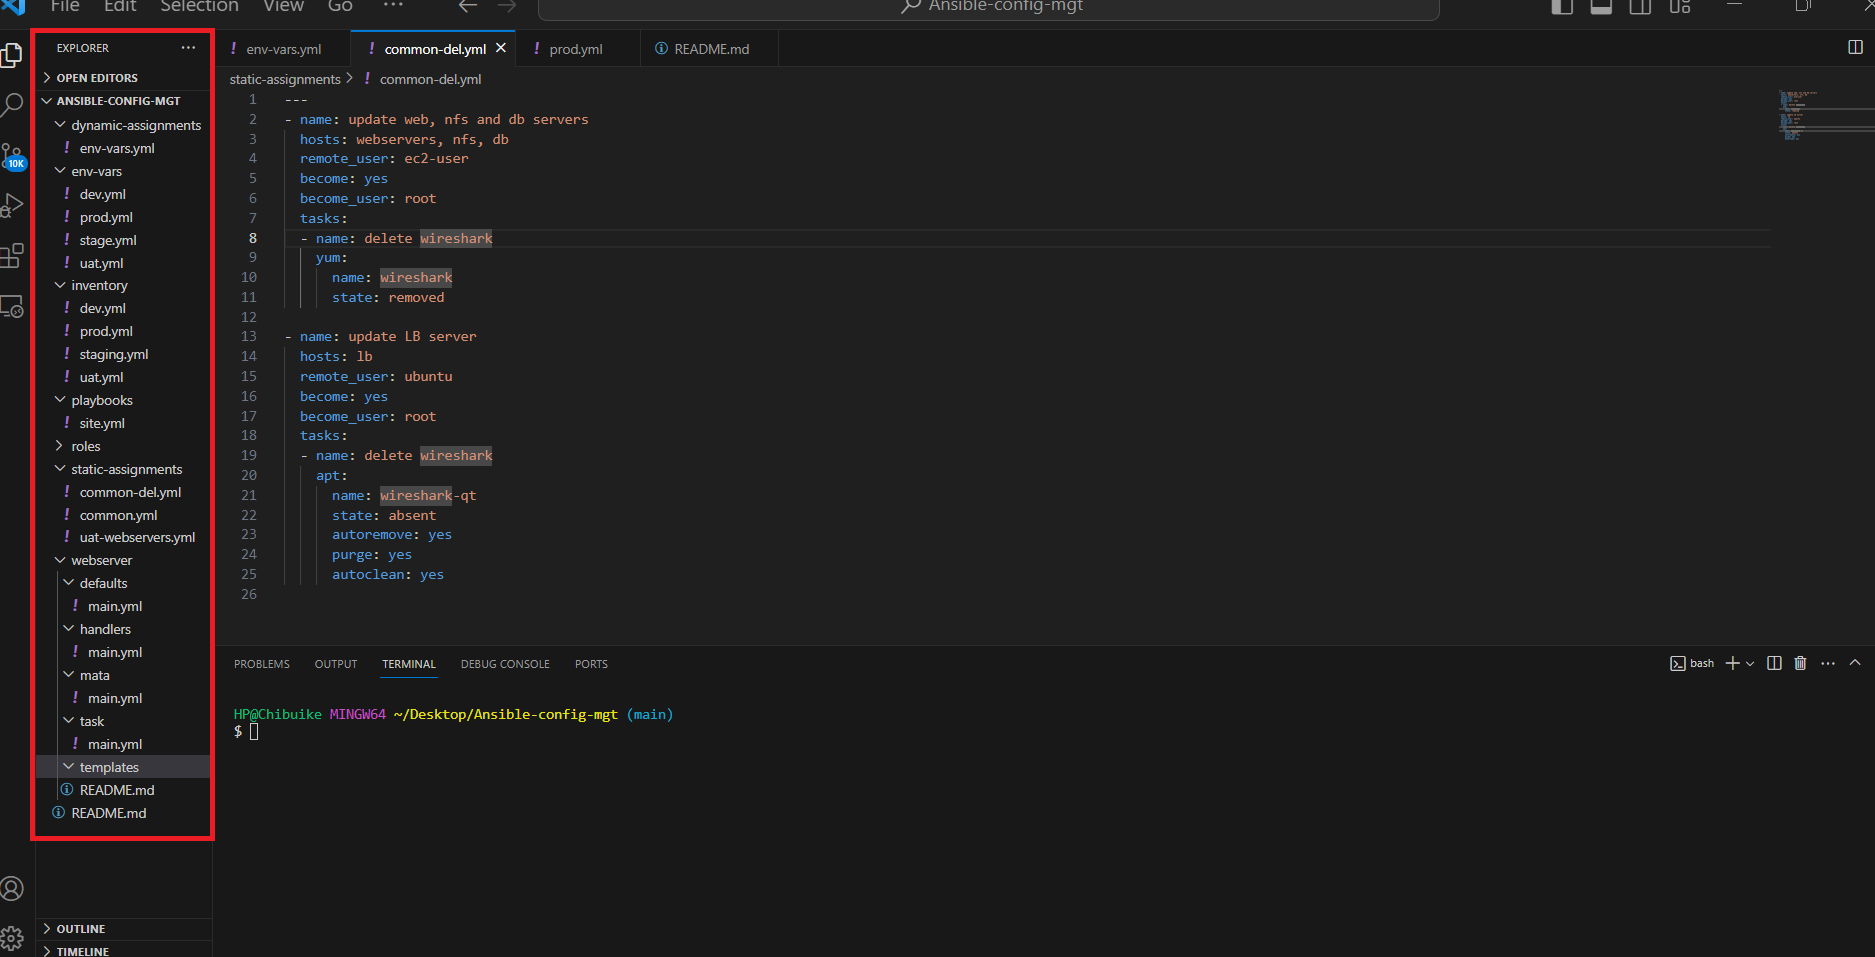 File Edit Selection View Go ···
Ansible-config-mgt
EXPLORER ···
OPEN EDITORS
ANSIBLE-CONFIG-MGT
dynamic-assignments
! env-vars.yml
env-vars
! dev.yml
! prod.yml
! stage.yml
! uat.yml
inventory
! dev.yml
! prod.yml
! staging.yml
! uat.yml
playbooks
! site.yml
roles
static-assignments
! common-del.yml
! common.yml
! uat-webservers.yml
webserver
defaults
! main.yml
handlers
! main.yml
mata
! main.yml
task
! main.yml
templates
README.md
README.md
OUTLINE
TIMELINE
10K
! env-vars.yml ! common-del.yml ! prod.yml README.md
static-assignments > ! common-del.yml
1 ---
2 - name: update web, nfs and db servers
3 hosts: webservers, nfs, db
4 remote_user: ec2-user
5 become: yes
6 become_user: root
7 tasks:
8 - name: delete wireshark
9 yum:
10 name: wireshark
11 state: removed
12
13 - name: update LB server
14 hosts: lb
15 remote_user: ubuntu
16 become: yes
17 become_user: root
18 tasks:
19 - name: delete wireshark
20 apt:
21 name: wireshark-qt
22 state: absent
23 autoremove: yes
24 purge: yes
25 autoclean: yes
26
PROBLEMS OUTPUT TERMINAL DEBUG CONSOLE PORTS
bash
HP@Chibuike MINGW64 ~/Desktop/Ansible-config-mgt (main)
$